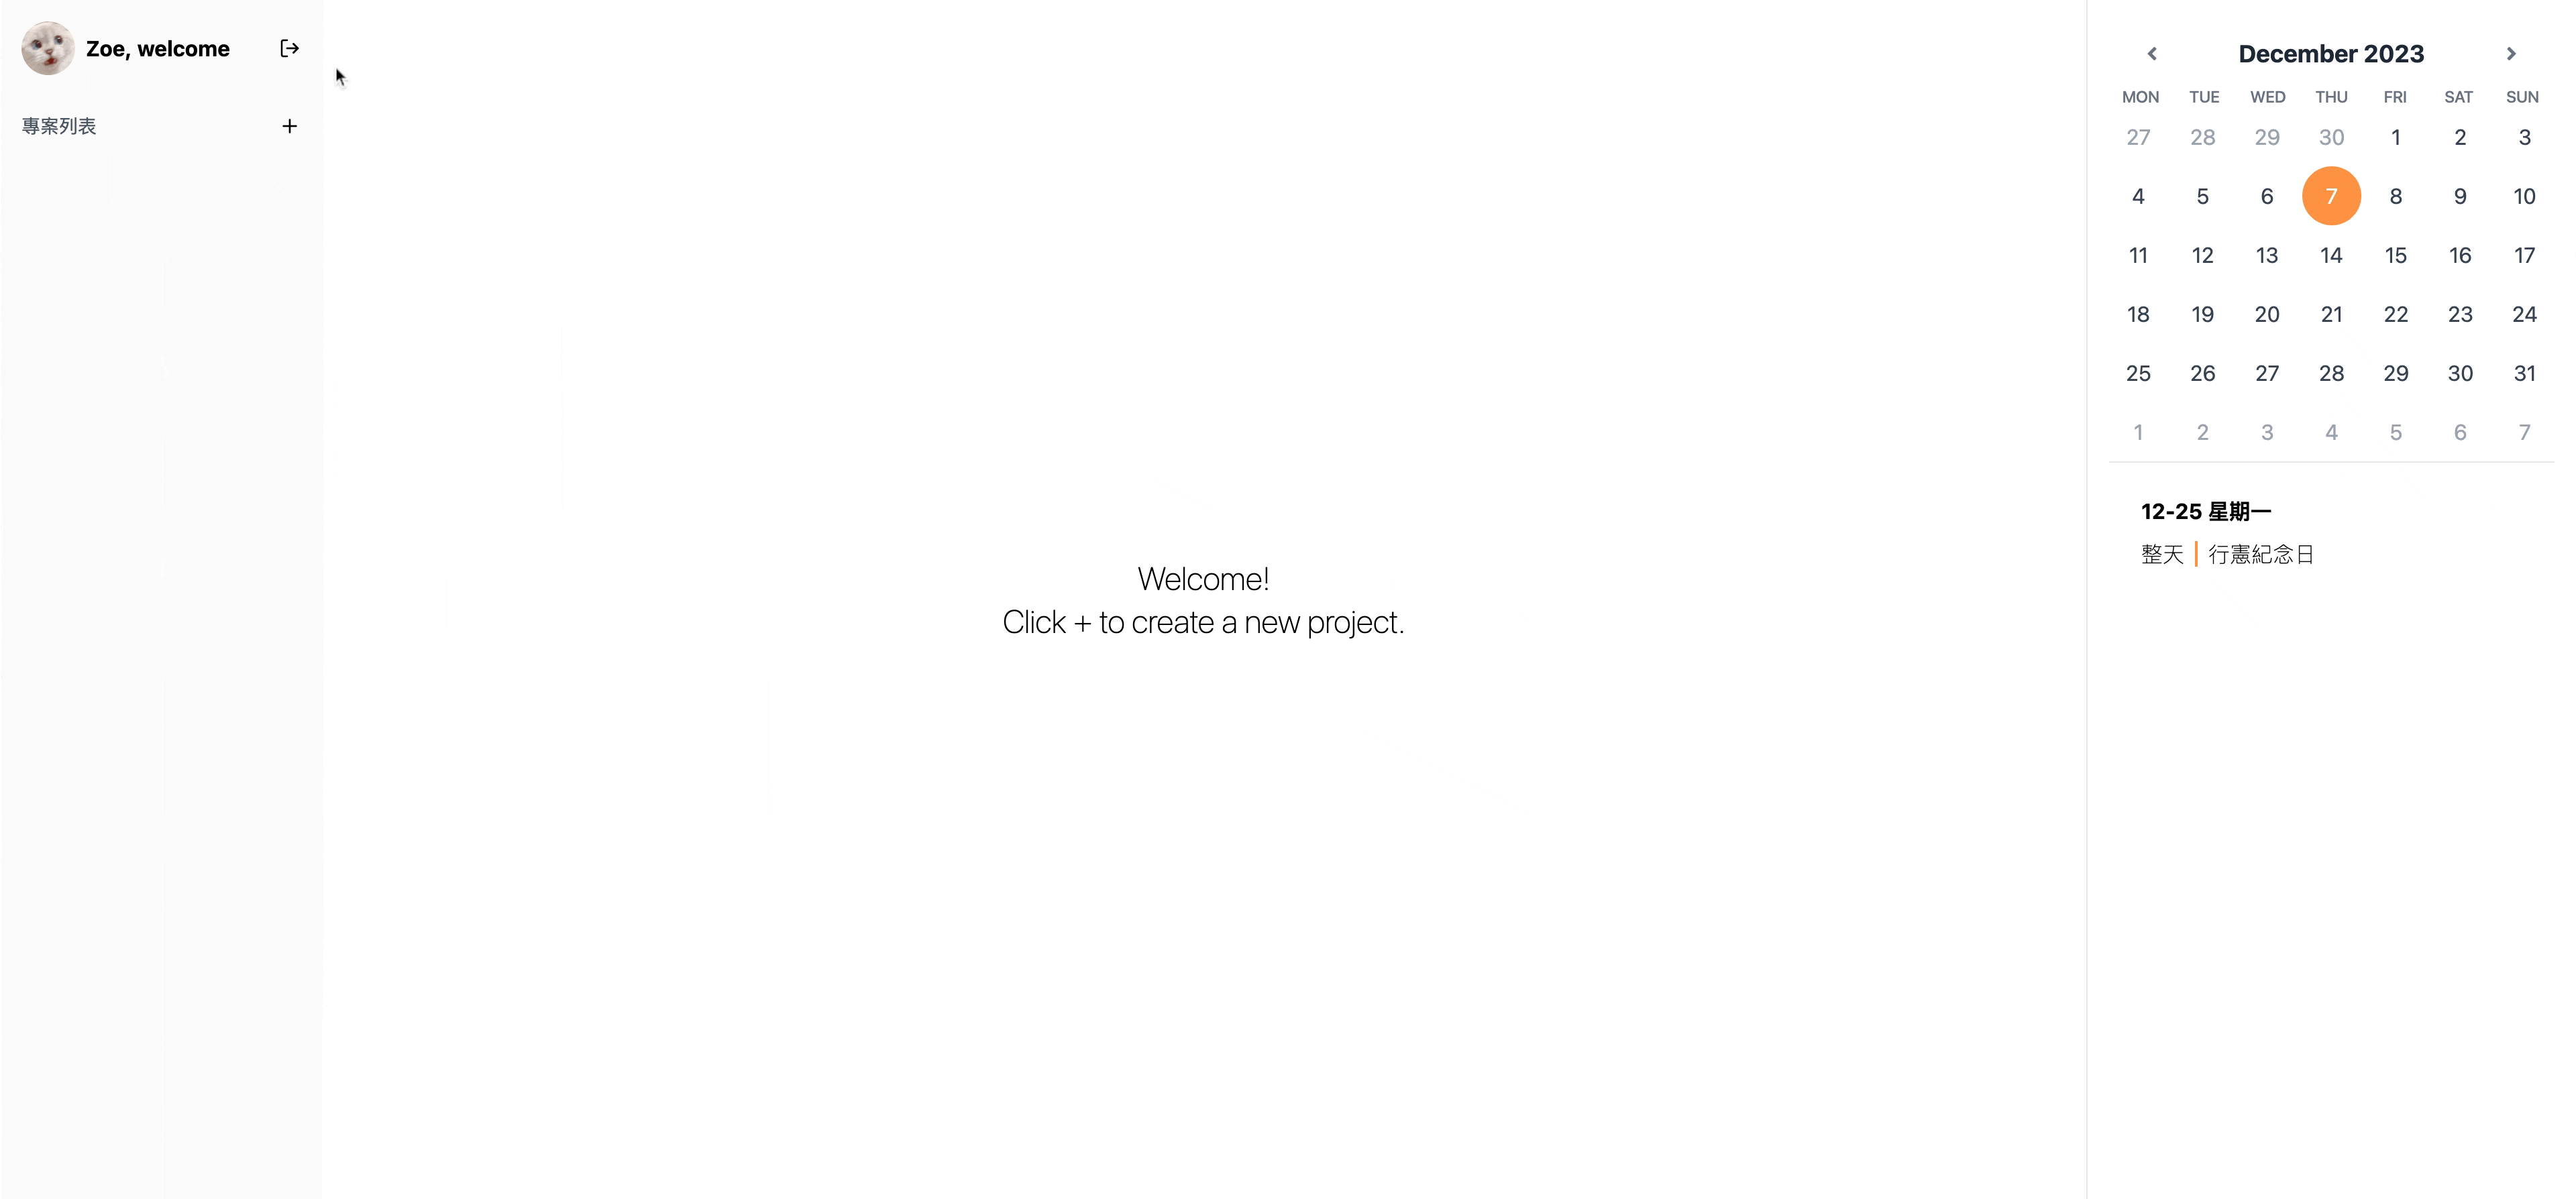 Zoe, welcome
專案列表
+
Welcome!
Click + to create a new project.
December 2023
MON TUE WED THU FRI SAT SUN
27 28 29 30 1 2 3
4 5 6 7 8 9 10
11 12 13 14 15 16 17
18 19 20 21 22 23 24
25 26 27 28 29 30 31
1 2 3 4 5 6 7
12-25 星期一
整天 行憲紀念日